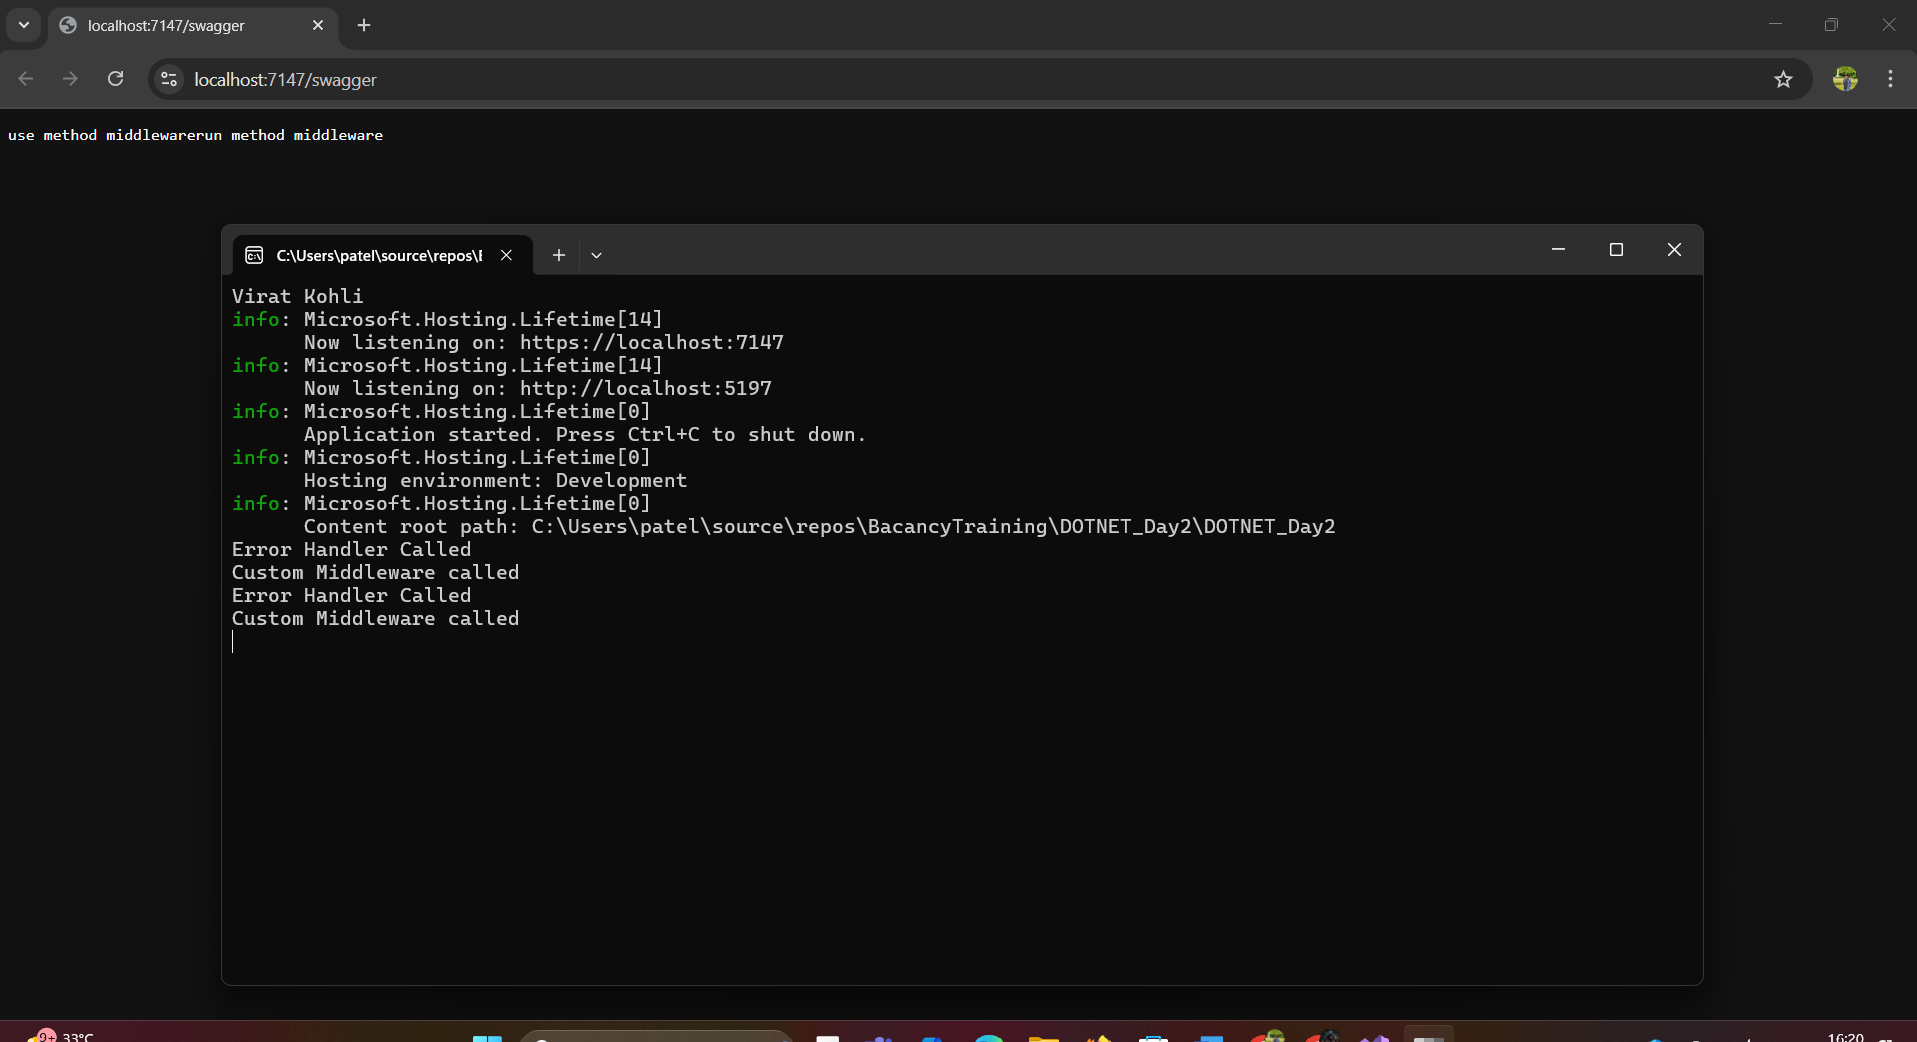 localhost:7147/swagger
localhost:7147/swagger
use method middlewarerun method middleware
C:\Users\patel\source\repos\
Virat Kohli
info: Microsoft.Hosting.Lifetime[14]
Now listening on: https://localhost:7147
info: Microsoft.Hosting.Lifetime[14]
Now listening on: http://localhost:5197
info: Microsoft.Hosting.Lifetime[0]
Application started. Press Ctrl+C to shut down.
info: Microsoft.Hosting.Lifetime[0]
Hosting environment: Development
info: Microsoft.Hosting.Lifetime[0]
Content root path: C:\Users\patel\source\repos\BacancyTraining\DOTNET_Day2\DOTNET_Day2
Error Handler Called
Custom Middleware called
Error Handler Called
Custom Middleware called
9+ 33°C
16:20